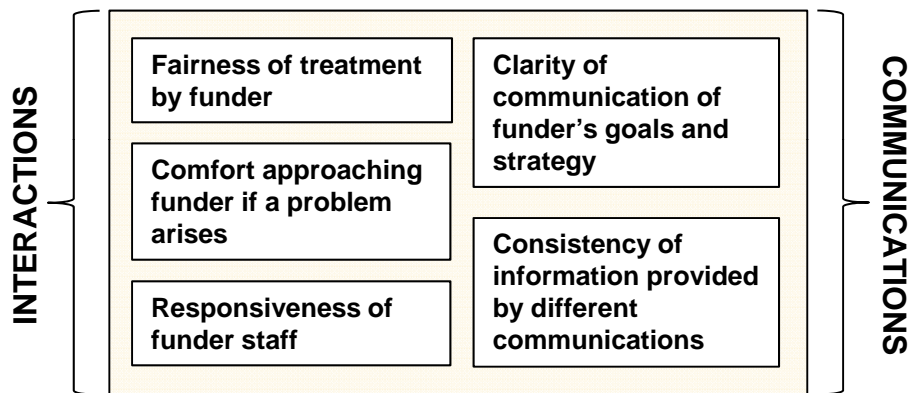 INTERACTIONS
Fairness of treatment
by funder
Comfort approaching
funder if a problem
arises
Responsiveness of
funder staff
Clarity of
communication of
funder’s goals and
strategy
Consistency of
information provided
by different
communications
COMMUNICATIONS